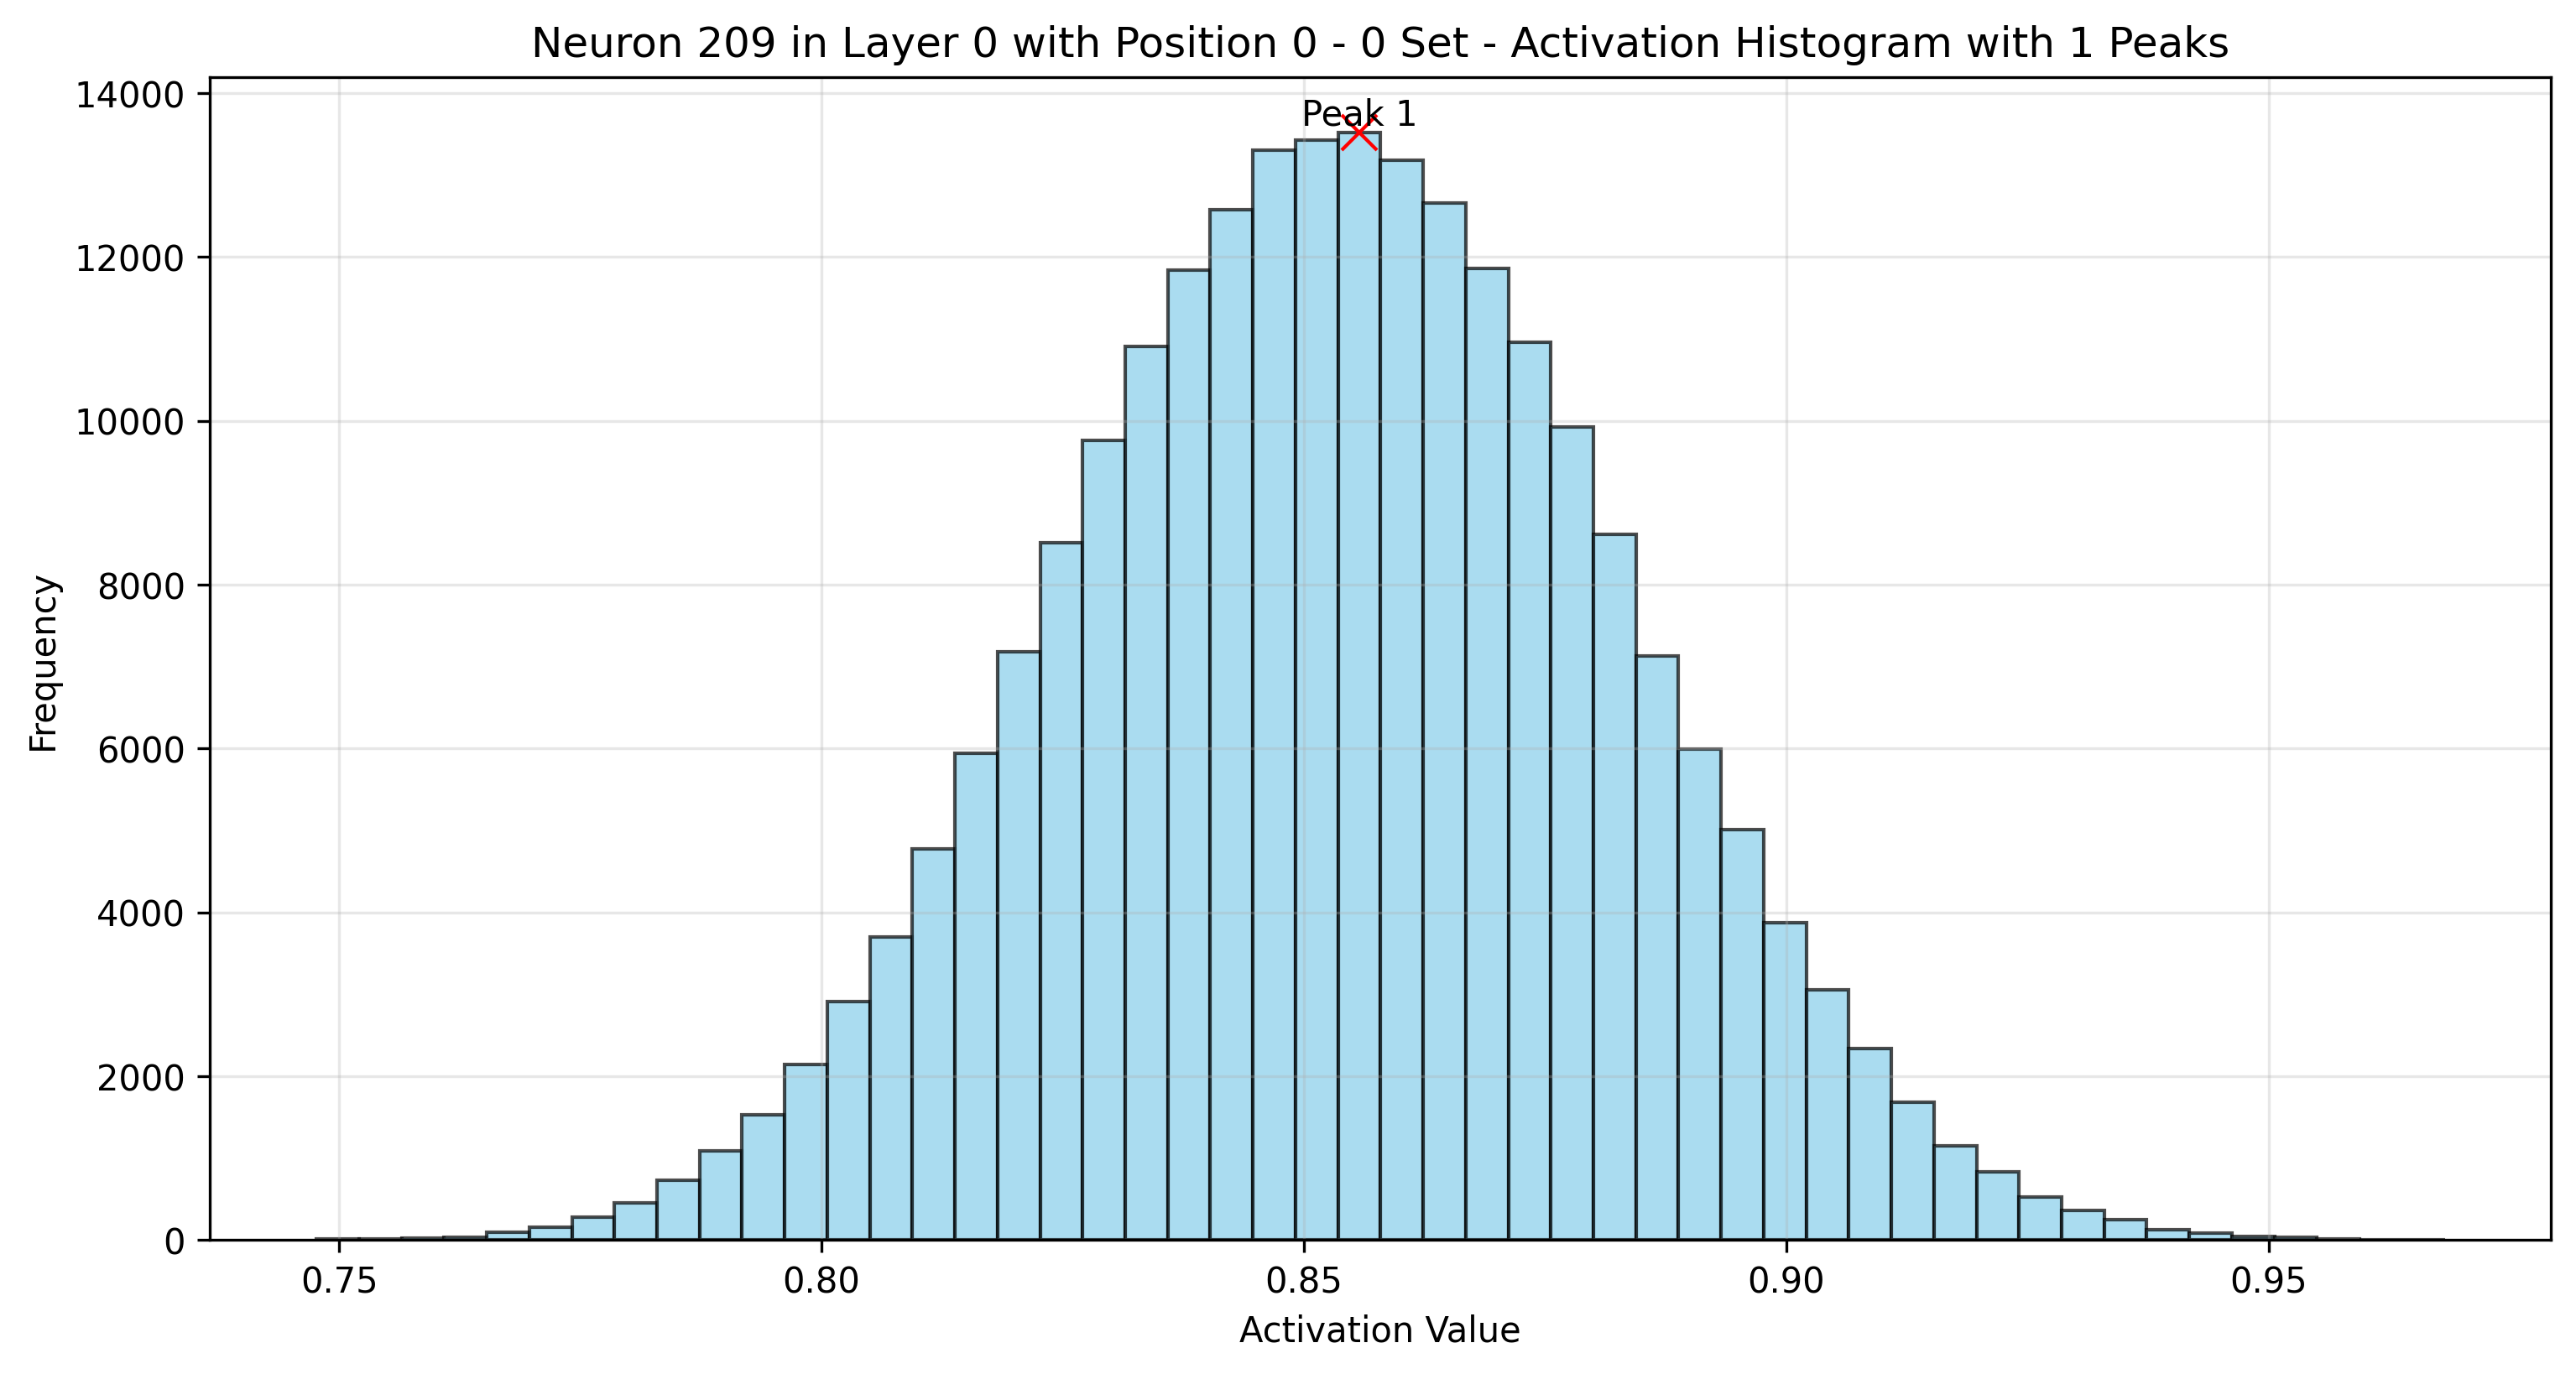 Neuron 209 in Layer 0 with Position 0 - 0 Set - Activation Histogram with 1 Peaks
14000
Peak 1
12000
10000
8000
6000
4000
2000
0
Frequency
0.75 0.80 0.85 0.90 0.95
Activation Value